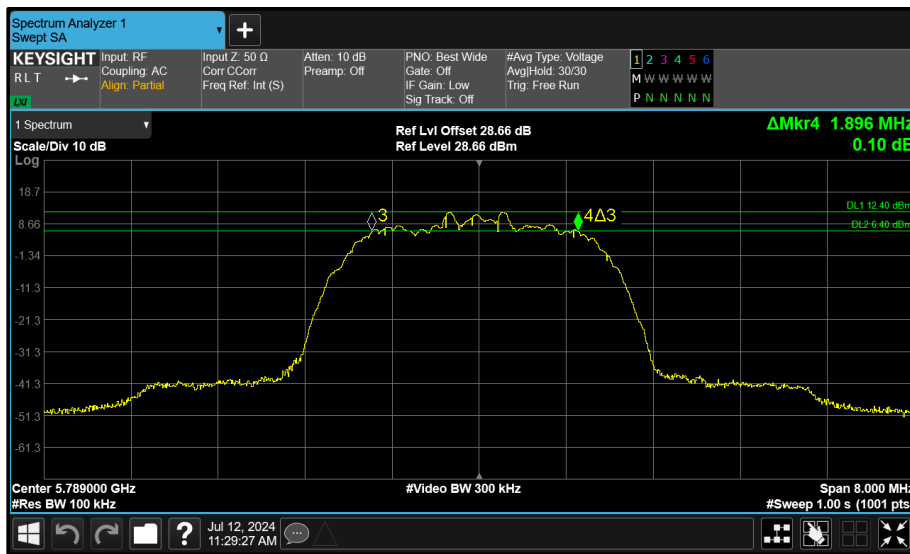 Spectrum Analyzer 1
Swept SA
KEYSIGHT
R L T
LXI
Input: RF
Coupling: AC
Align: Partial
Input Z: 50 Ω
Corr CCorr
Freq Ref: Int (S)
Atten: 10 dB
Preamp: Off
PNO: Best Wide
Gate: Off
IF Gain: Low
Sig Track: Off
#Avg Type: Voltage
Avg|Hold: 30/30
Trig: Free Run
1 2 3 4 5 6
M W W W W W
P N N N N N
1 Spectrum
Scale/Div 10 dB
Ref Lvl Offset 28.66 dB
Ref Level 28.66 dBm
ΔMkr4 1.896 MHz
0.10 dB
Log
18.7
8.66
-1.34
-11.3
-21.3
-31.3
-41.3
-51.3
-61.3
3
4Δ3
DL1 12.40 dBm
DL2 6.40 dBm
Center 5.789000 GHz
#Video BW 300 kHz
Span 8.000 MHz
#Res BW 100 kHz
#Sweep 1.00 s (1001 pts
?
Jul 12, 2024
11:29:27 AM